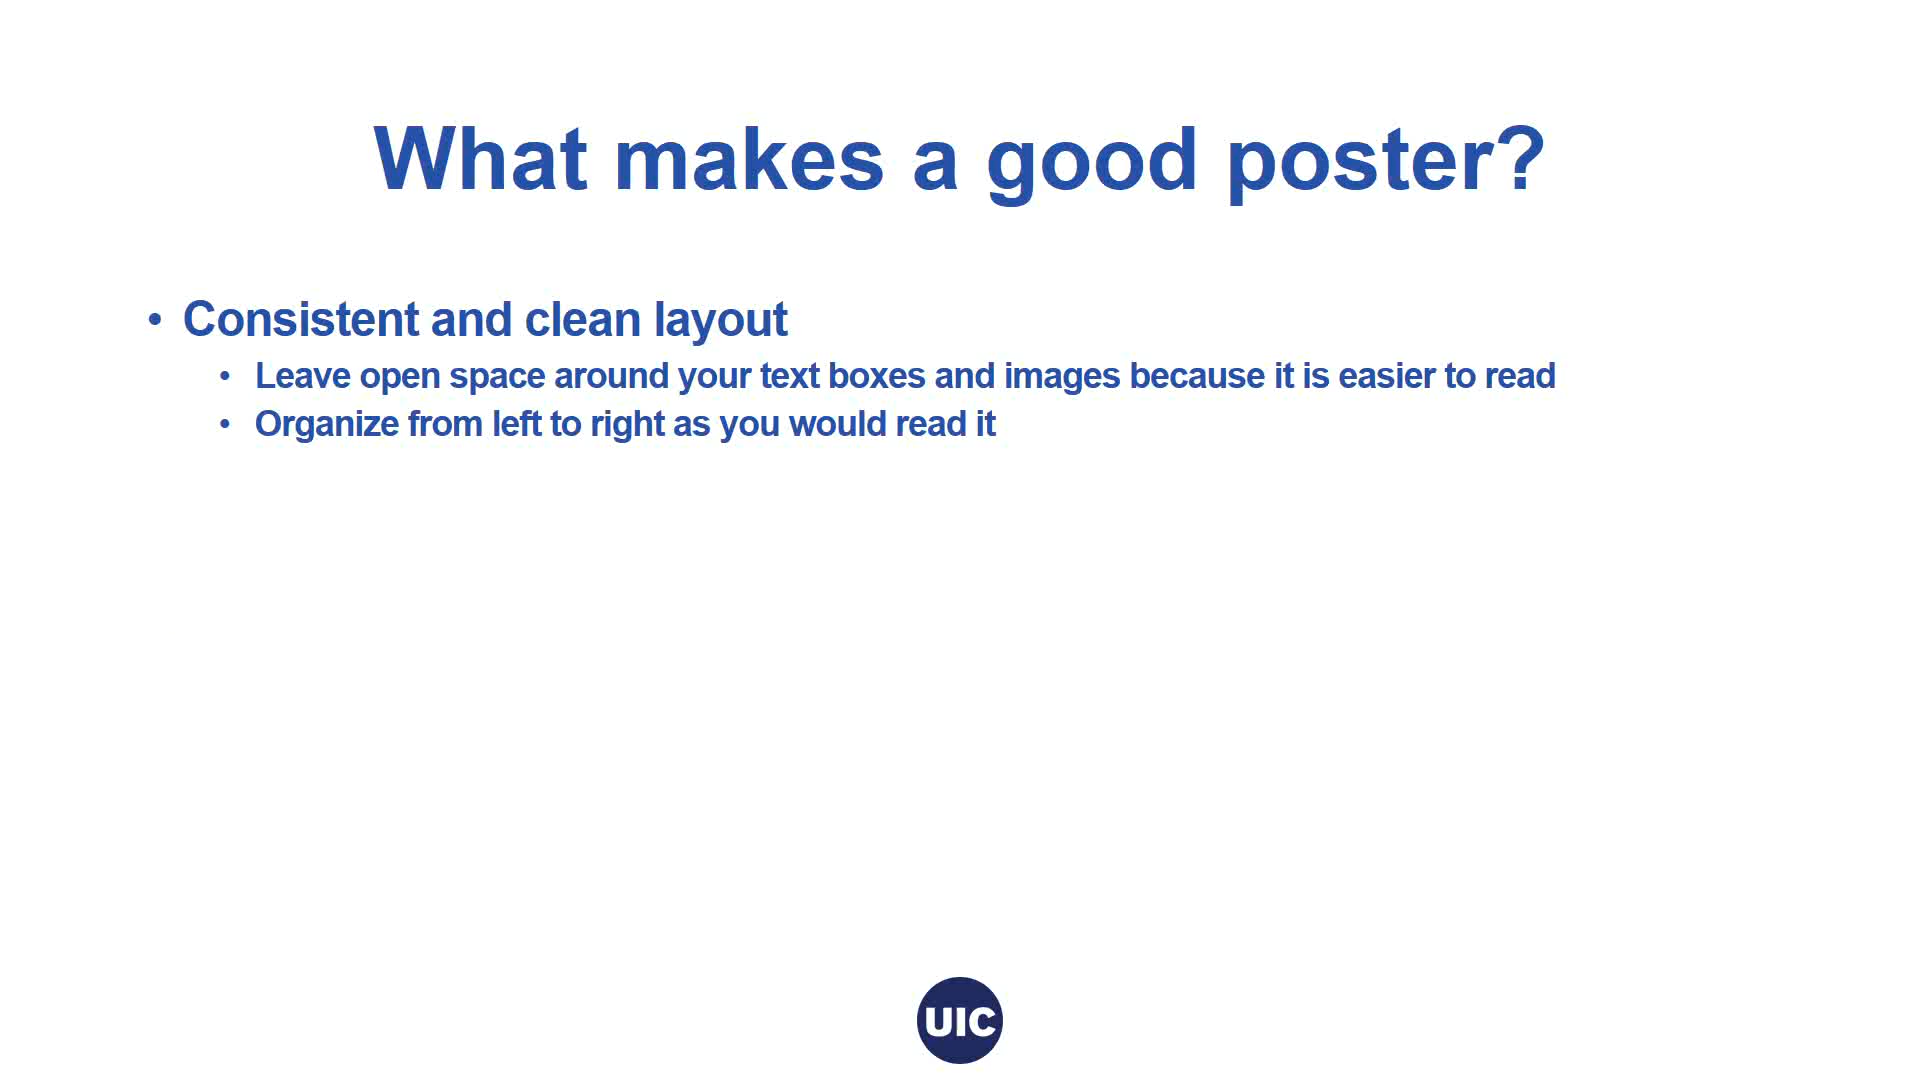 What makes a good poster?
• Consistent and clean layout
• Leave open space around your text boxes and images because it is easier to read
• Organize from left to right as you would read it
UIC